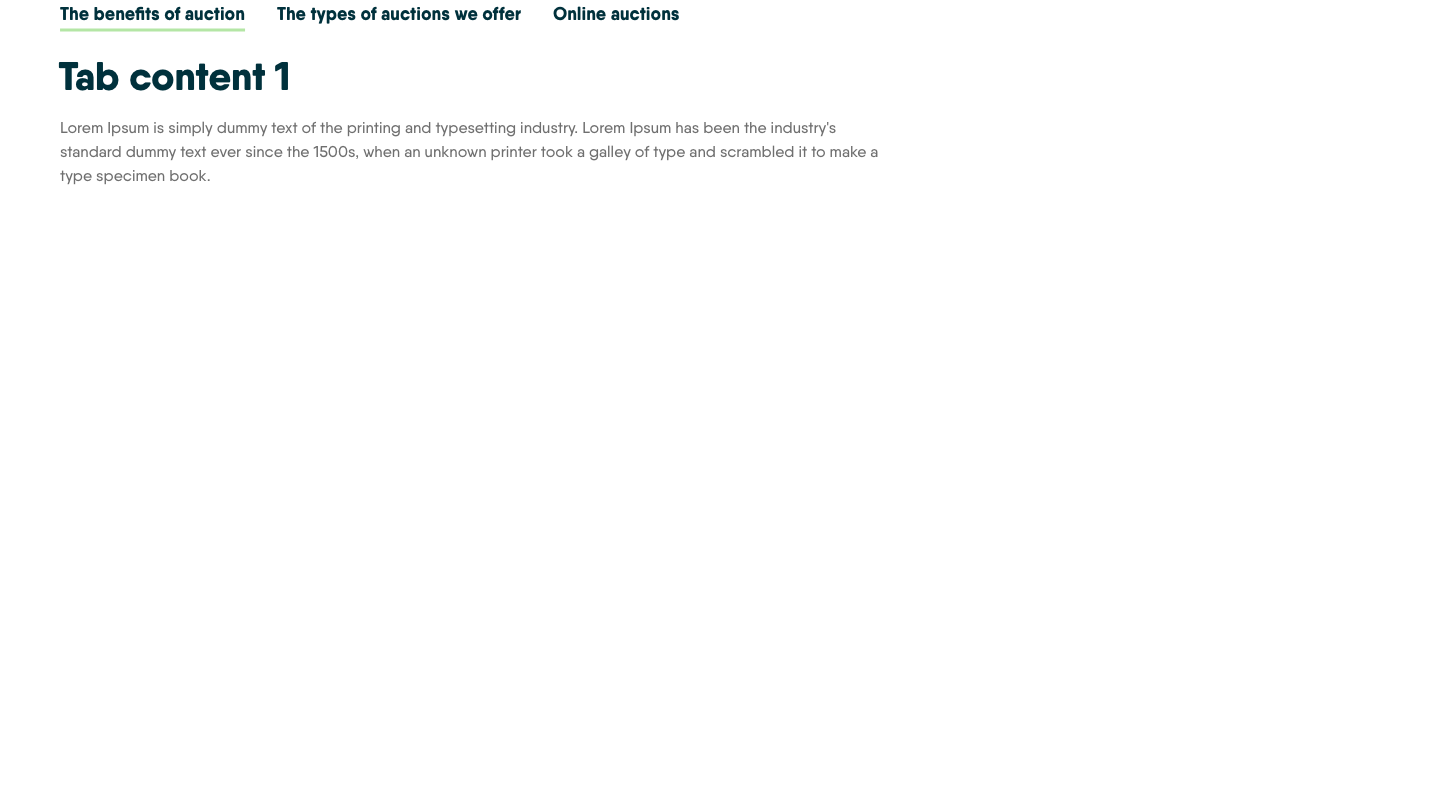 The benefits of auction The types of auctions we offer Online auctions
Tab content 1
Lorem Ipsum is simply dummy text of the printing and typesetting industry. Lorem Ipsum has been the industry's
standard dummy text ever since the 1500s, when an unknown printer took a galley of type and scrambled it to make a
type specimen book.